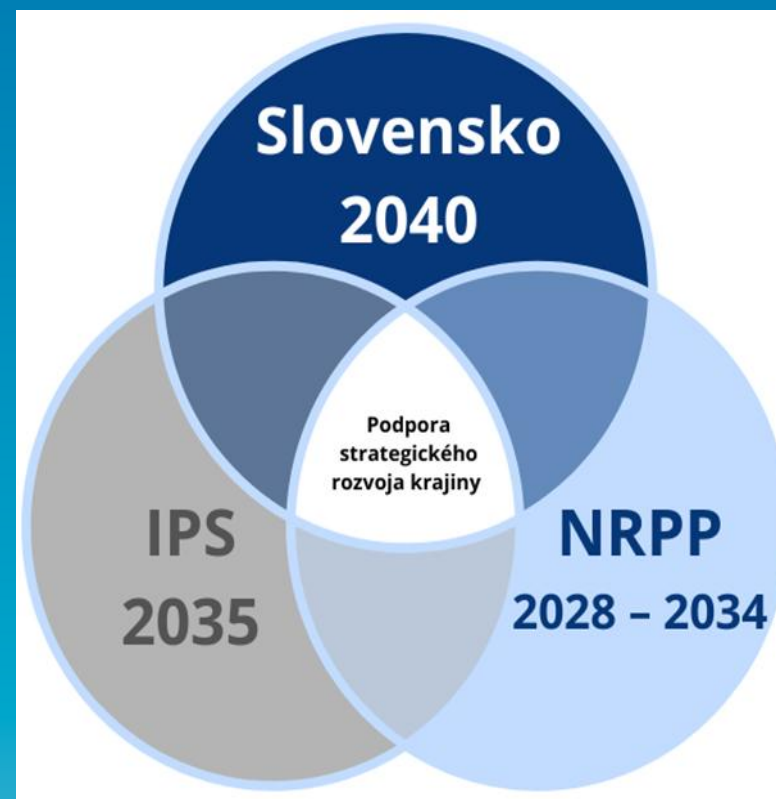 Slovensko
2040
Podpora
strategického
rozvoja krajiny
IPS
2035
NRPP
2028 – 2034